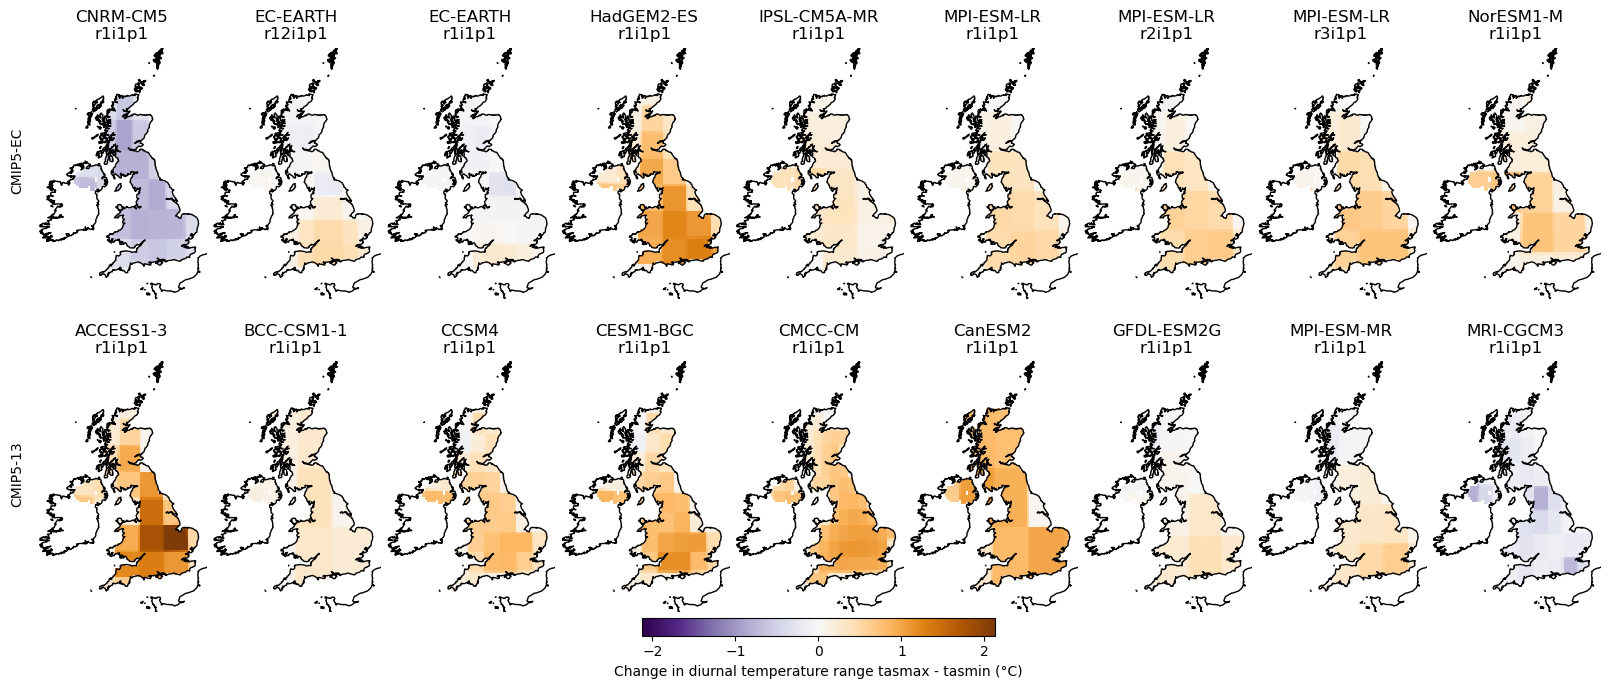 CNRM-CM5
r1i1p1
EC-EARTH
r12i1p1
EC-EARTH
r1i1p1
HadGEM2-ES
r1i1p1
IPSL-CM5A-MR
r1i1p1
MPI-ESM-LR
r1i1p1
MPI-ESM-LR
r2i1p1
MPI-ESM-LR
r3i1p1
NorESM1-M
r1i1p1
CMIP5-EC
ACCESS1-3
r1i1p1
BCC-CSM1-1
r1i1p1
CCSM4
r1i1p1
CESM1-BGC
r1i1p1
CMCC-CM
r1i1p1
CanESM2
r1i1p1
GFDL-ESM2G
r1i1p1
MPI-ESM-MR
r1i1p1
MRI-CGCM3
r1i1p1
CMIP5-13
−2 −1 0 1 2
Change in diurnal temperature range tasmax - tasmin (°C)